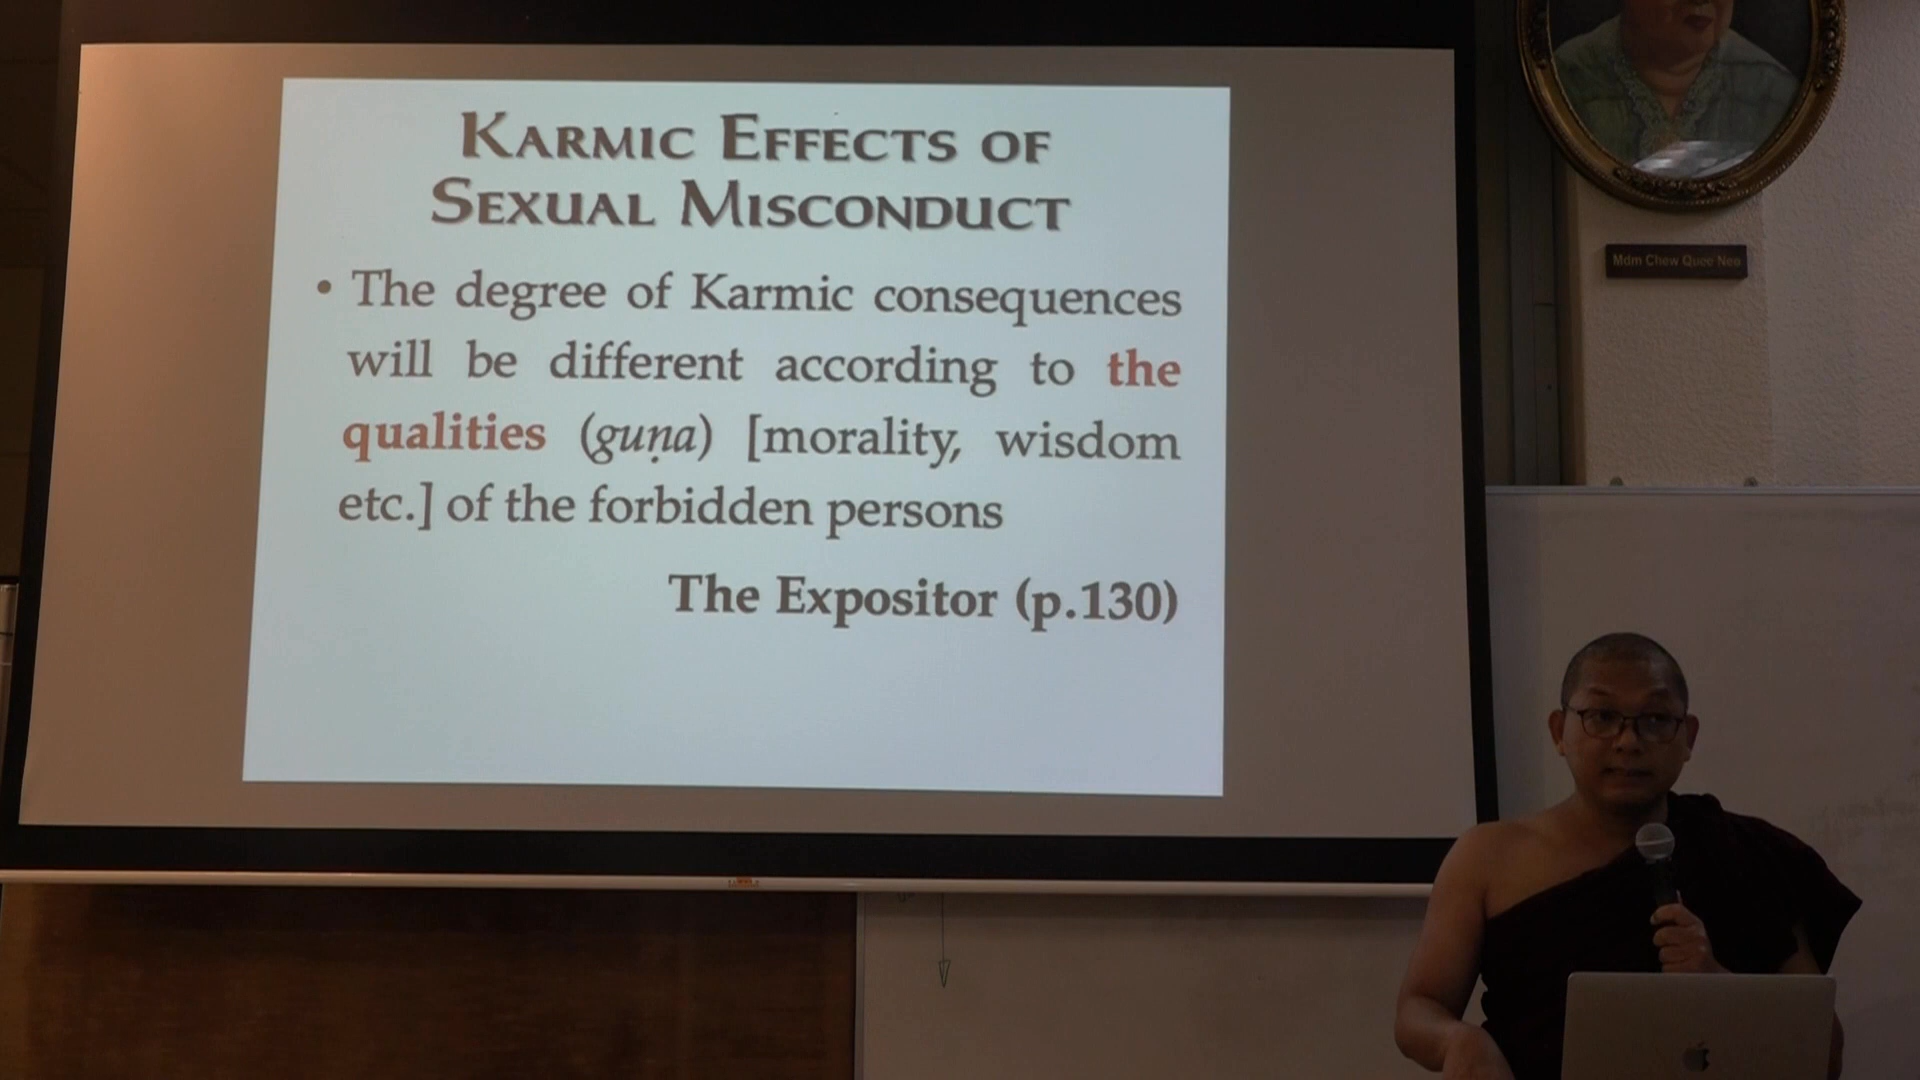 KARMIC EFFECTS OF
SEXUAL MISCONDUCT
• The degree of Karmic consequences
will be different according to the
qualities (guṇa) [morality, wisdom
etc.] of the forbidden persons
The Expositor (p.130)
Mdm Chew Quee Neo